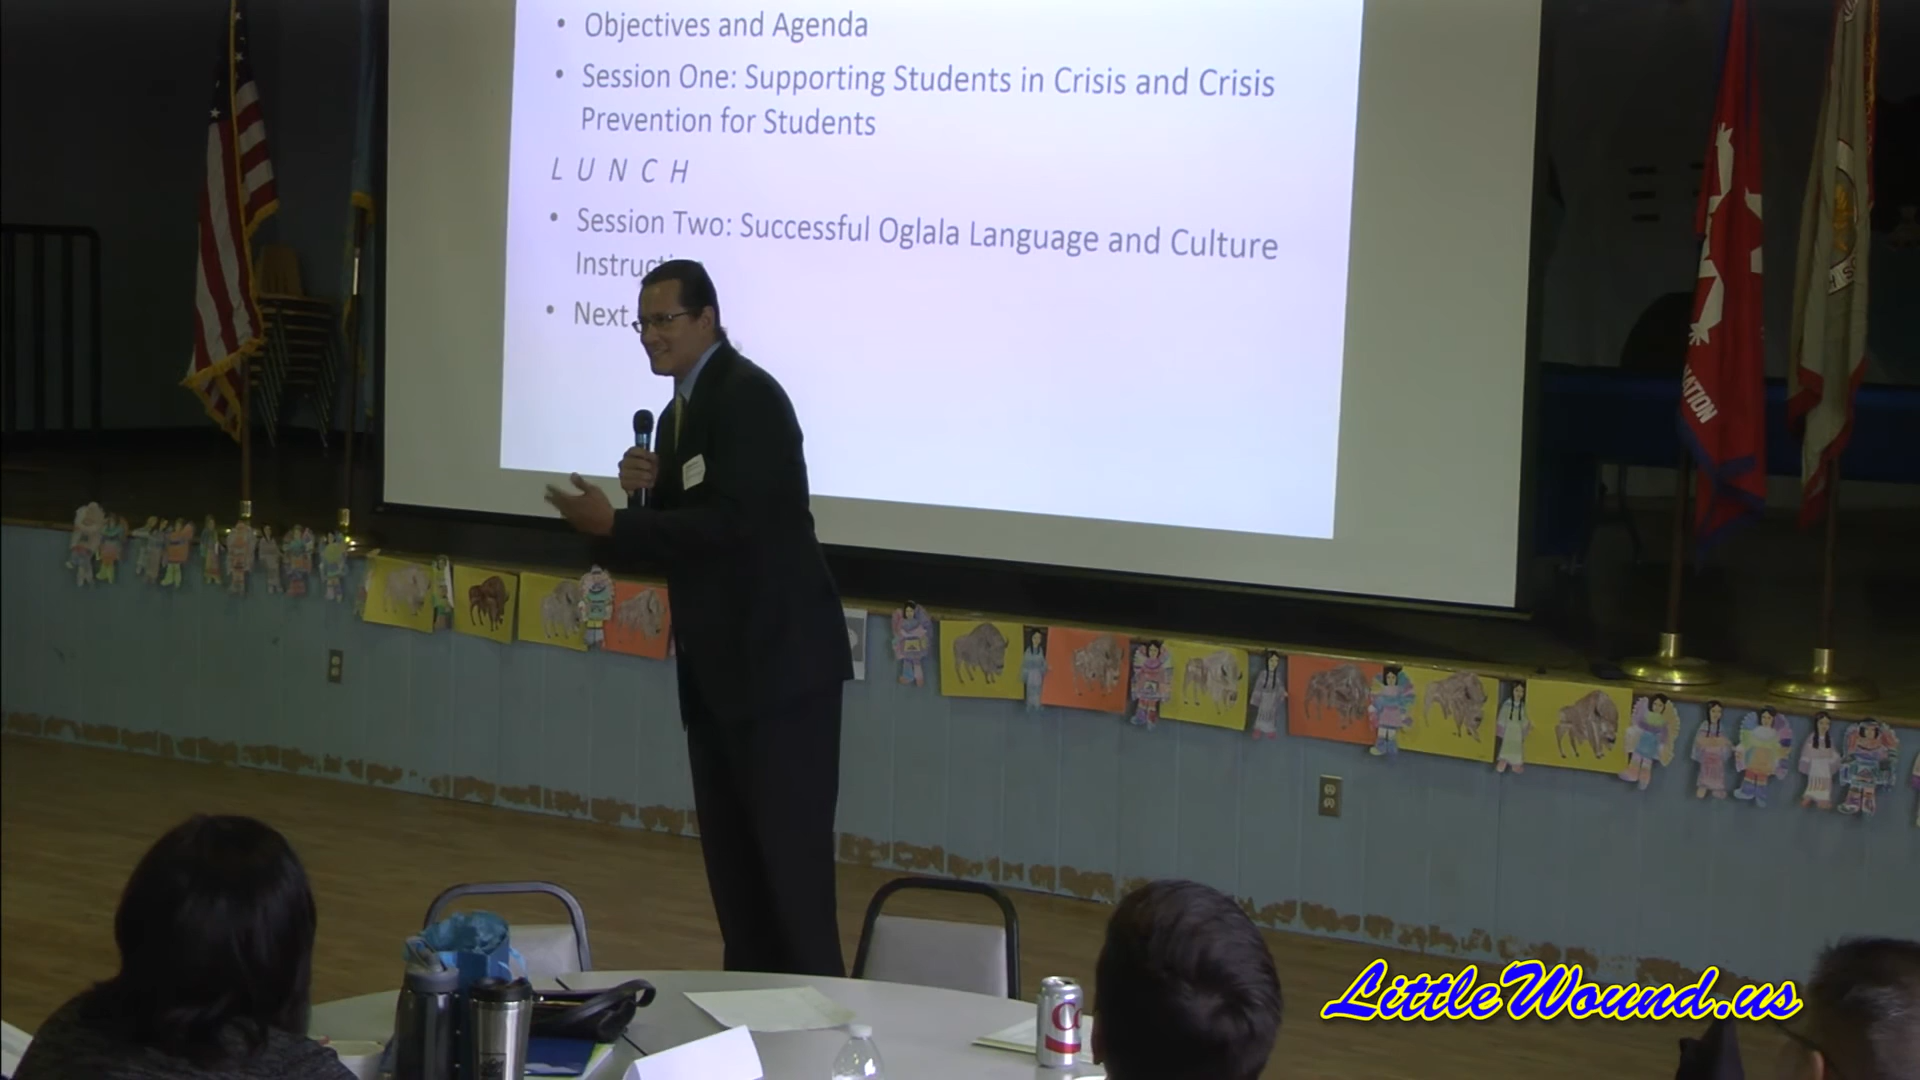 • Objectives and Agenda
• Session One: Supporting Students in Crisis and Crisis
Prevention for Students
L U N C H
• Session Two: Successful Oglala Language and Culture
• Next
NATION
LittleWound.us